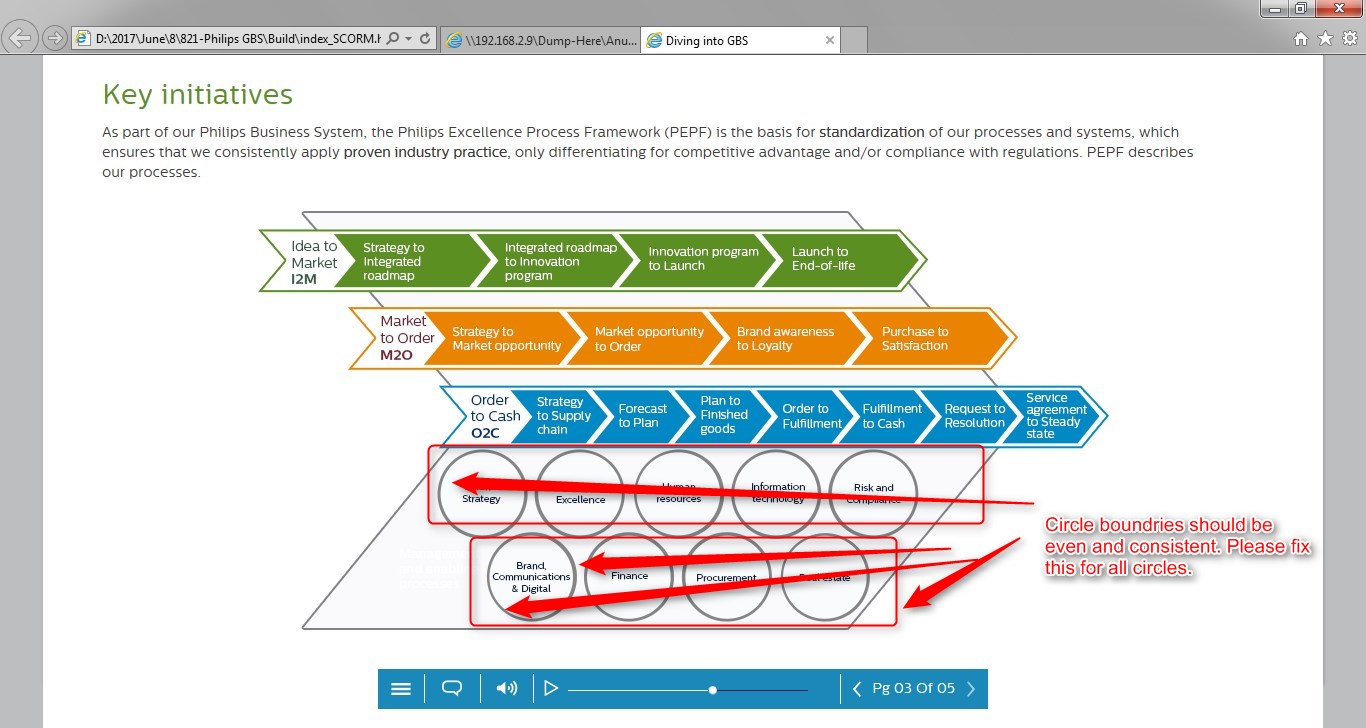 D:\2017\June\8\821-Philips GBS\Build\index_SCORM.h
\\192.168.2.9\Dump-Here\Anu...
Diving into GBS
Key initiatives
As part of our Philips Business System, the Philips Excellence Process Framework (PEPF) is the basis for standardization of our processes and systems, which
ensures that we consistently apply proven industry practice, only differentiating for competitive advantage and/or compliance with regulations. PEPF describes
our processes.
Idea to
Market
I2M
Strategy to
Integrated
roadmap
Integrated roadmap
to Innovation
program
Innovation program
to Launch
Launch to
End-of-life
Market
to Order
M2O
Strategy to
Market opportunity
Market opportunity
to Order
Brand awareness
to Loyalty
Purchase to
Satisfaction
Order
to Cash
O2C
Strategy
to Supply
chain
Forecast
to Plan
Plan to
Finished
goods
Order to
Fulfillment
Fulfillment
to Cash
Request to
Resolution
Service
agreement
to Steady
state
Strategy
Excellence
Human
resources
Information
technology
Risk and
Compliance
Brand,
Communications
& Digital
Finance
Procurement
Real estate
Circle boundries should be
even and consistent. Please fix
this for all circles.
Pg 03 Of 05